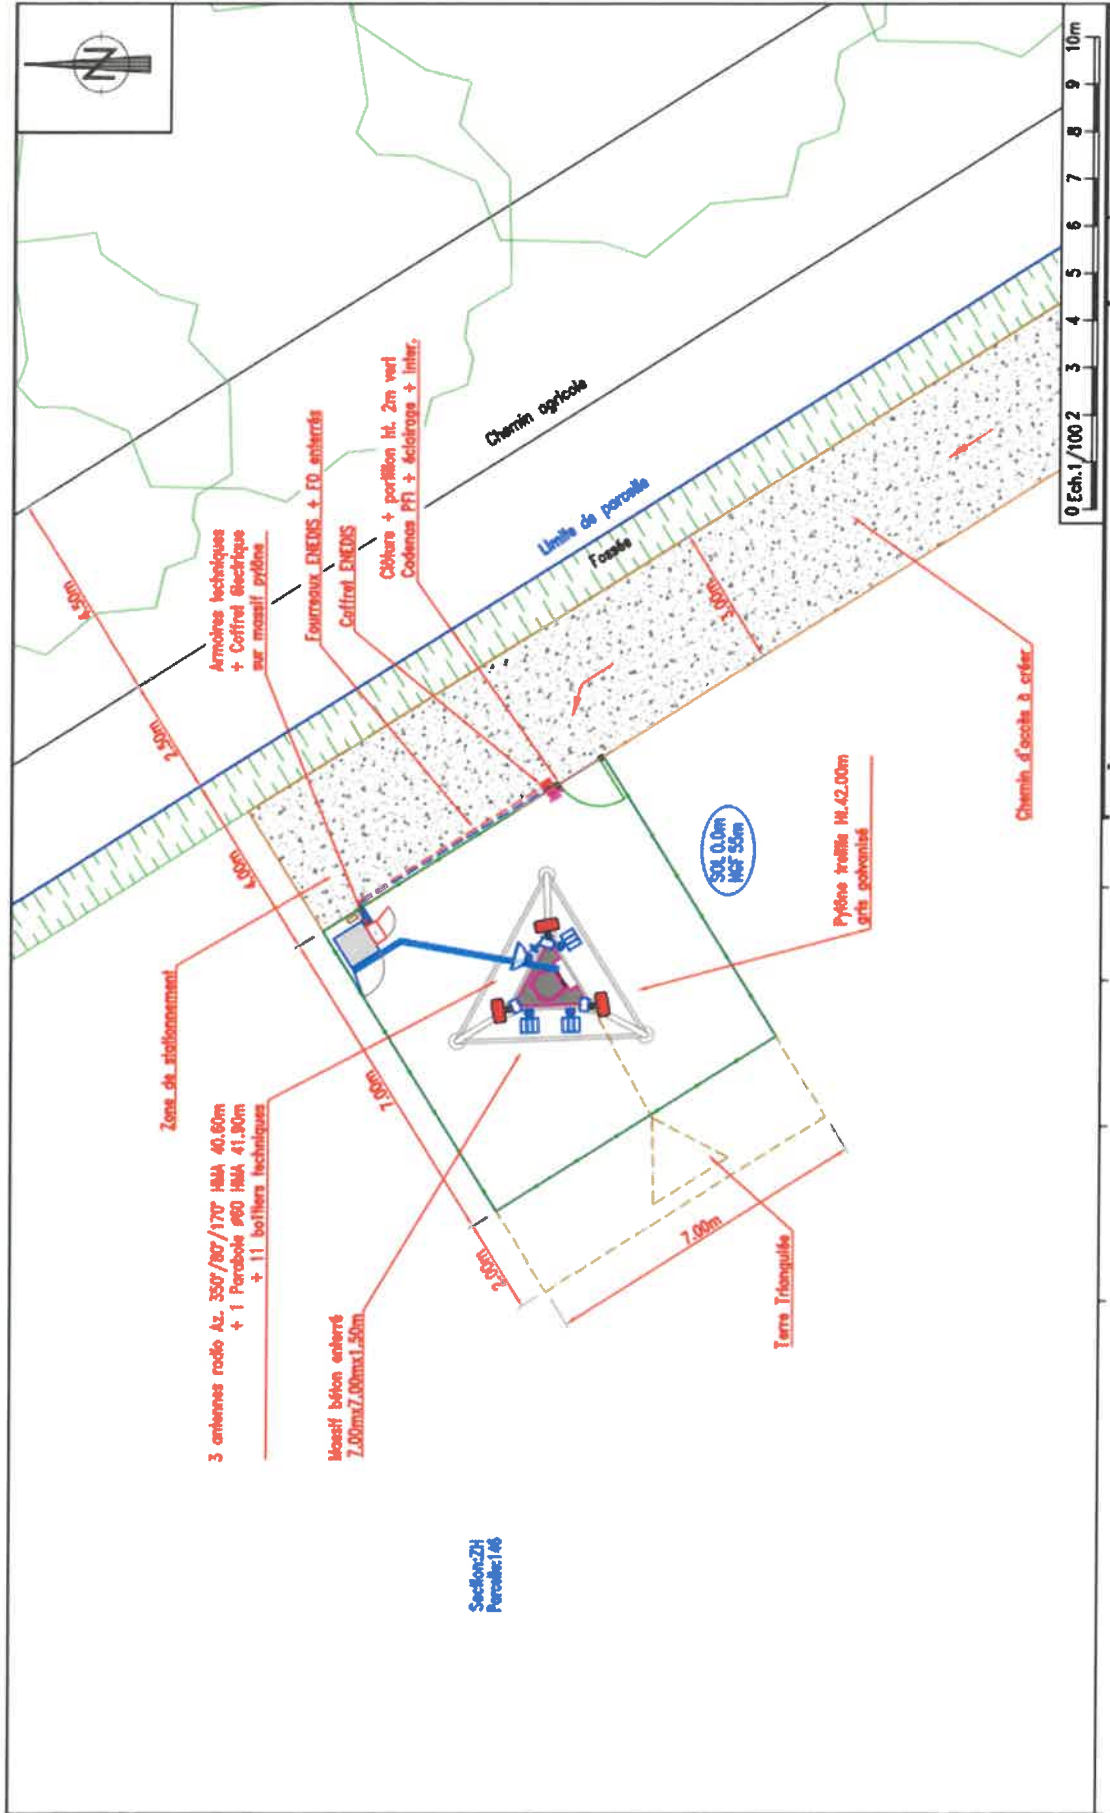 N
6.50m
2.50m
4.00m
7.00m
2.00m
Armoires techniques
+ Coffret électrique
sur massif pylône
Fourreaux ENEDIS + FO enterrés
Coffret ENEDIS
Clôture + portillon ht. 2m vert
Cadenas PFI + éclairage + Inter.
Chemin agricole
Limite de parcelle
Fossée
3.00m
Zone de stationnement
3 antennes radio Az. 350°/80°/170° HMA 40.60m
+ 1 Parabole ø60 HMA 41.90m
+ 11 boîtiers techniques
Massif béton enterré
7.00mx7.00mx1.50m
SOL 0.0m
NGF 55m
Pylône treillis Ht.42.00m
gris galvanisé
Chemin d'accès à créer
7.00m
Terre Triangulée
Section:ZH
Parcelle:146
0 Ech.1/100 2 3 4 5 6 7 8 9 10m